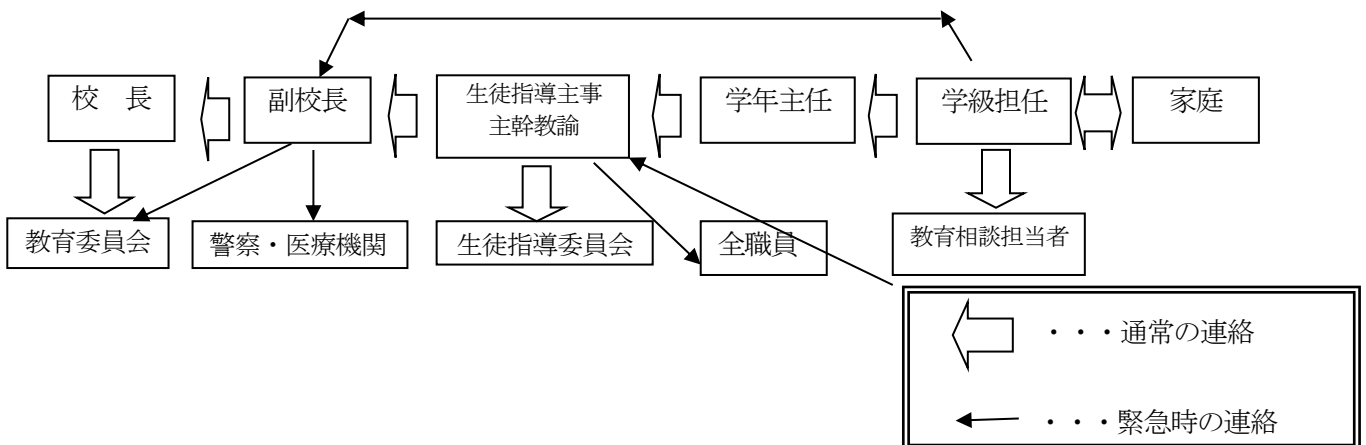 校　長
副校長
生徒指導主事
主幹教諭
学年主任
学級担任
家庭
教育委員会
警察・医療機関
生徒指導委員会
全職員
教育相談担当者
・・・通常の連絡
・・・緊急時の連絡